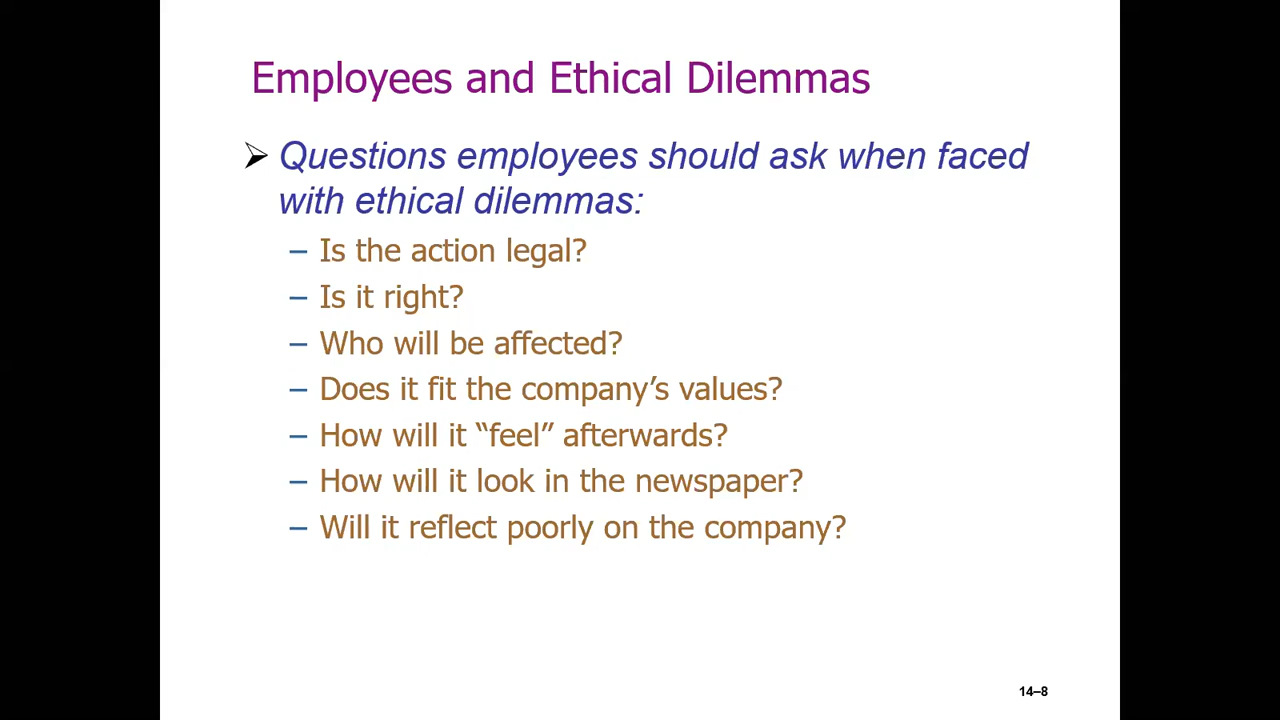 Employees and Ethical Dilemmas
➢ Questions employees should ask when faced
with ethical dilemmas:
– Is the action legal?
– Is it right?
– Who will be affected?
– Does it fit the company’s values?
– How will it “feel” afterwards?
– How will it look in the newspaper?
– Will it reflect poorly on the company?
14–8